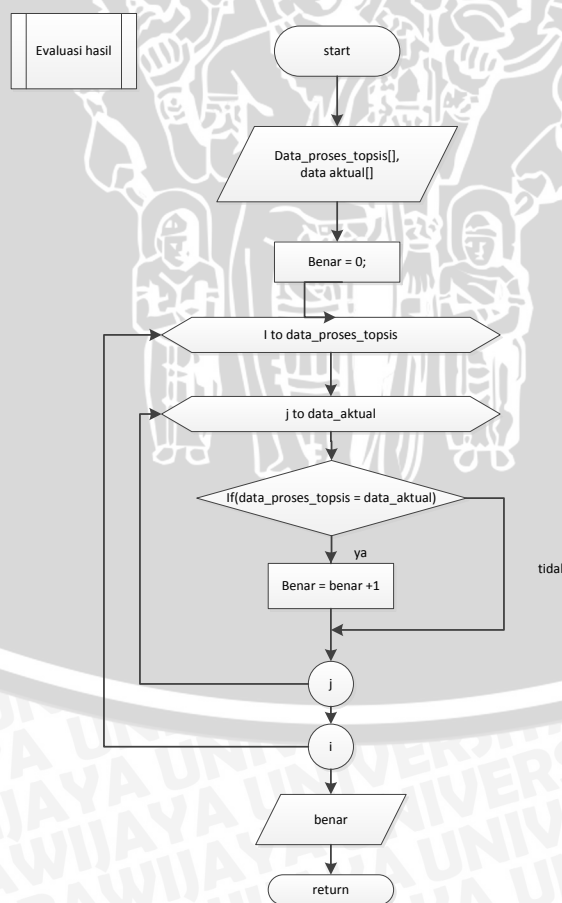 Evaluasi hasil
start
Data_proses_topsis[],
data aktual[]
Benar = 0;
I to data_proses_topsis
j to data_aktual
If(data_proses_topsis = data_aktual)
ya
Benar = benar +1
tidak
j
i
benar
return